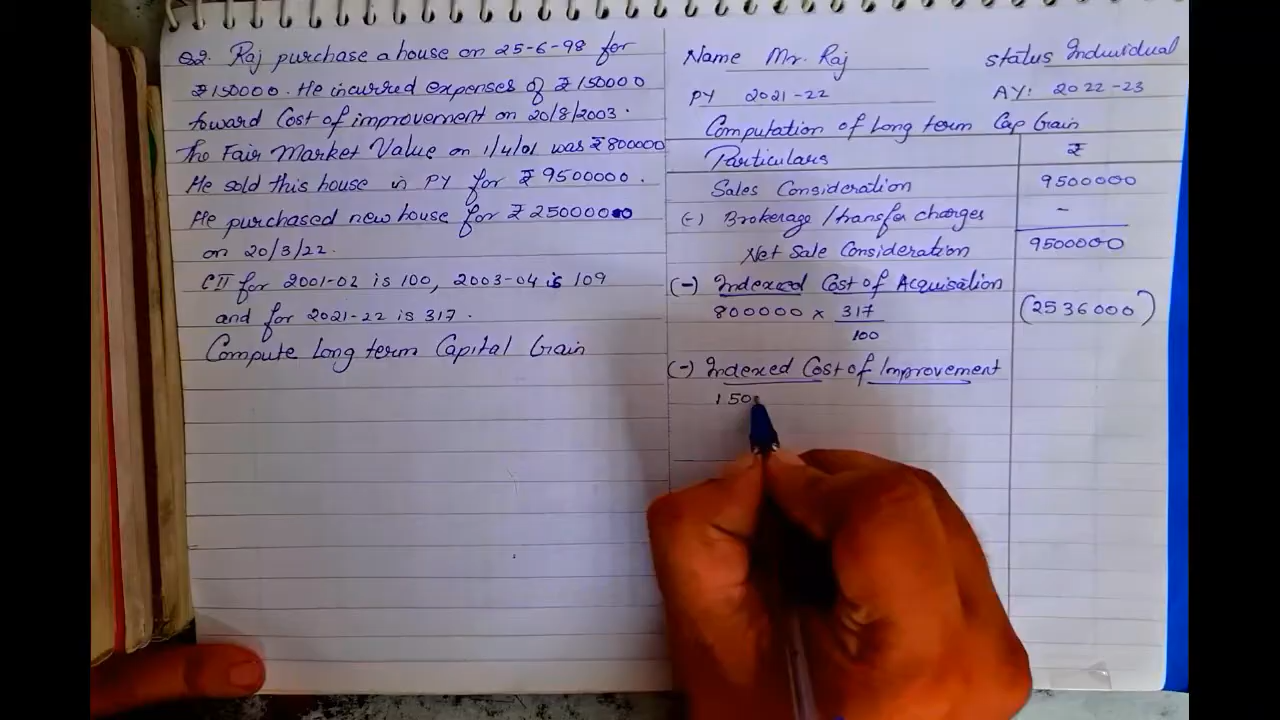 Q2. Raj purchase a house on 25-6-98 for
₹150000. He incurred expenses of ₹150000
toward Cost of improvement on 20/8/2003.
The Fair Market Value on 1/4/01 was ₹800000
He sold this house in PY for ₹ 9500000.
He purchased new house for ₹ 2500000
on 20/3/22.
CII for 2001-02 is 100, 2003-04 is 109
and for 2021-22 is 317.
Compute Long term Capital Gain
Name Mr. Raj Status Individual
PY 2021-22 AY: 2022-23
Computation of Long term Cap Gain
Particulars ₹
Sales Consideration 9500000
(-) Brokerage/transfer charges -
Net Sale Consideration 9500000
(-) Indexed Cost of Acquisation
800000 × 317 (2536000)
100
(-) Indexed Cost of Improvement
150